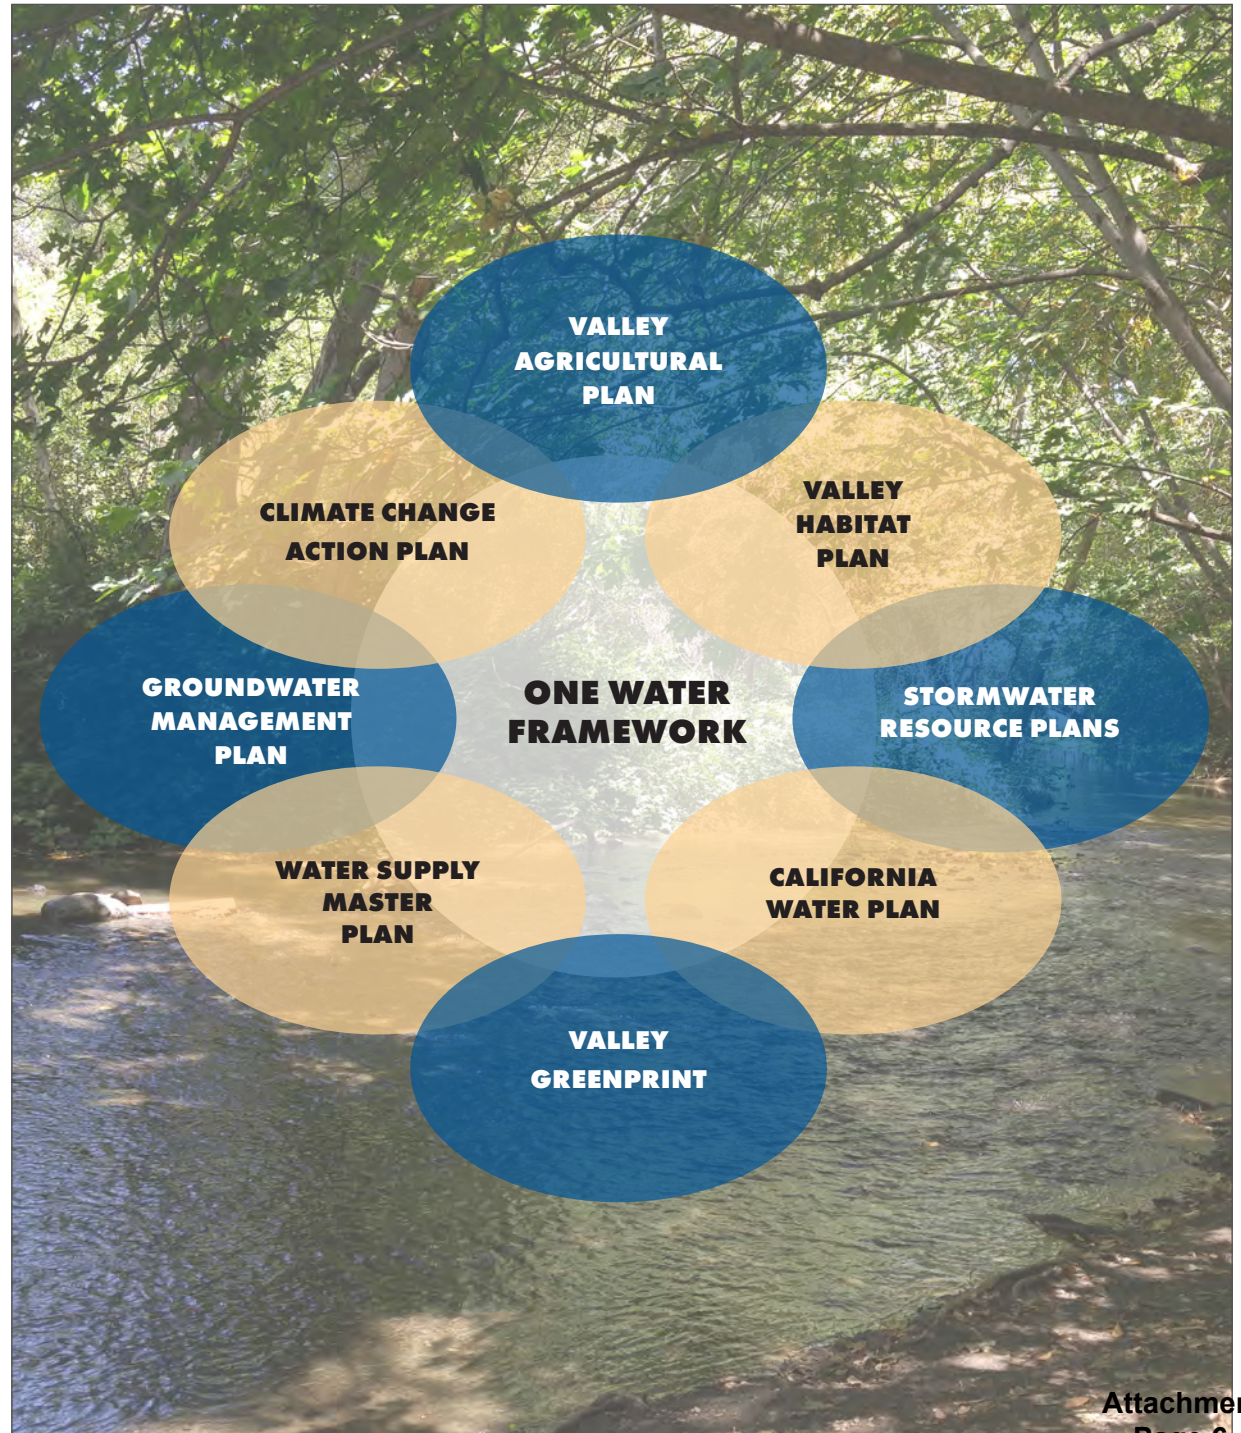 VALLEY
AGRICULTURAL
PLAN
CLIMATE CHANGE
ACTION PLAN
VALLEY
HABITAT
PLAN
GROUNDWATER
MANAGEMENT
PLAN
ONE WATER
FRAMEWORK
STORMWATER
RESOURCE PLANS
WATER SUPPLY
MASTER
PLAN
CALIFORNIA
WATER PLAN
VALLEY
GREENPRINT